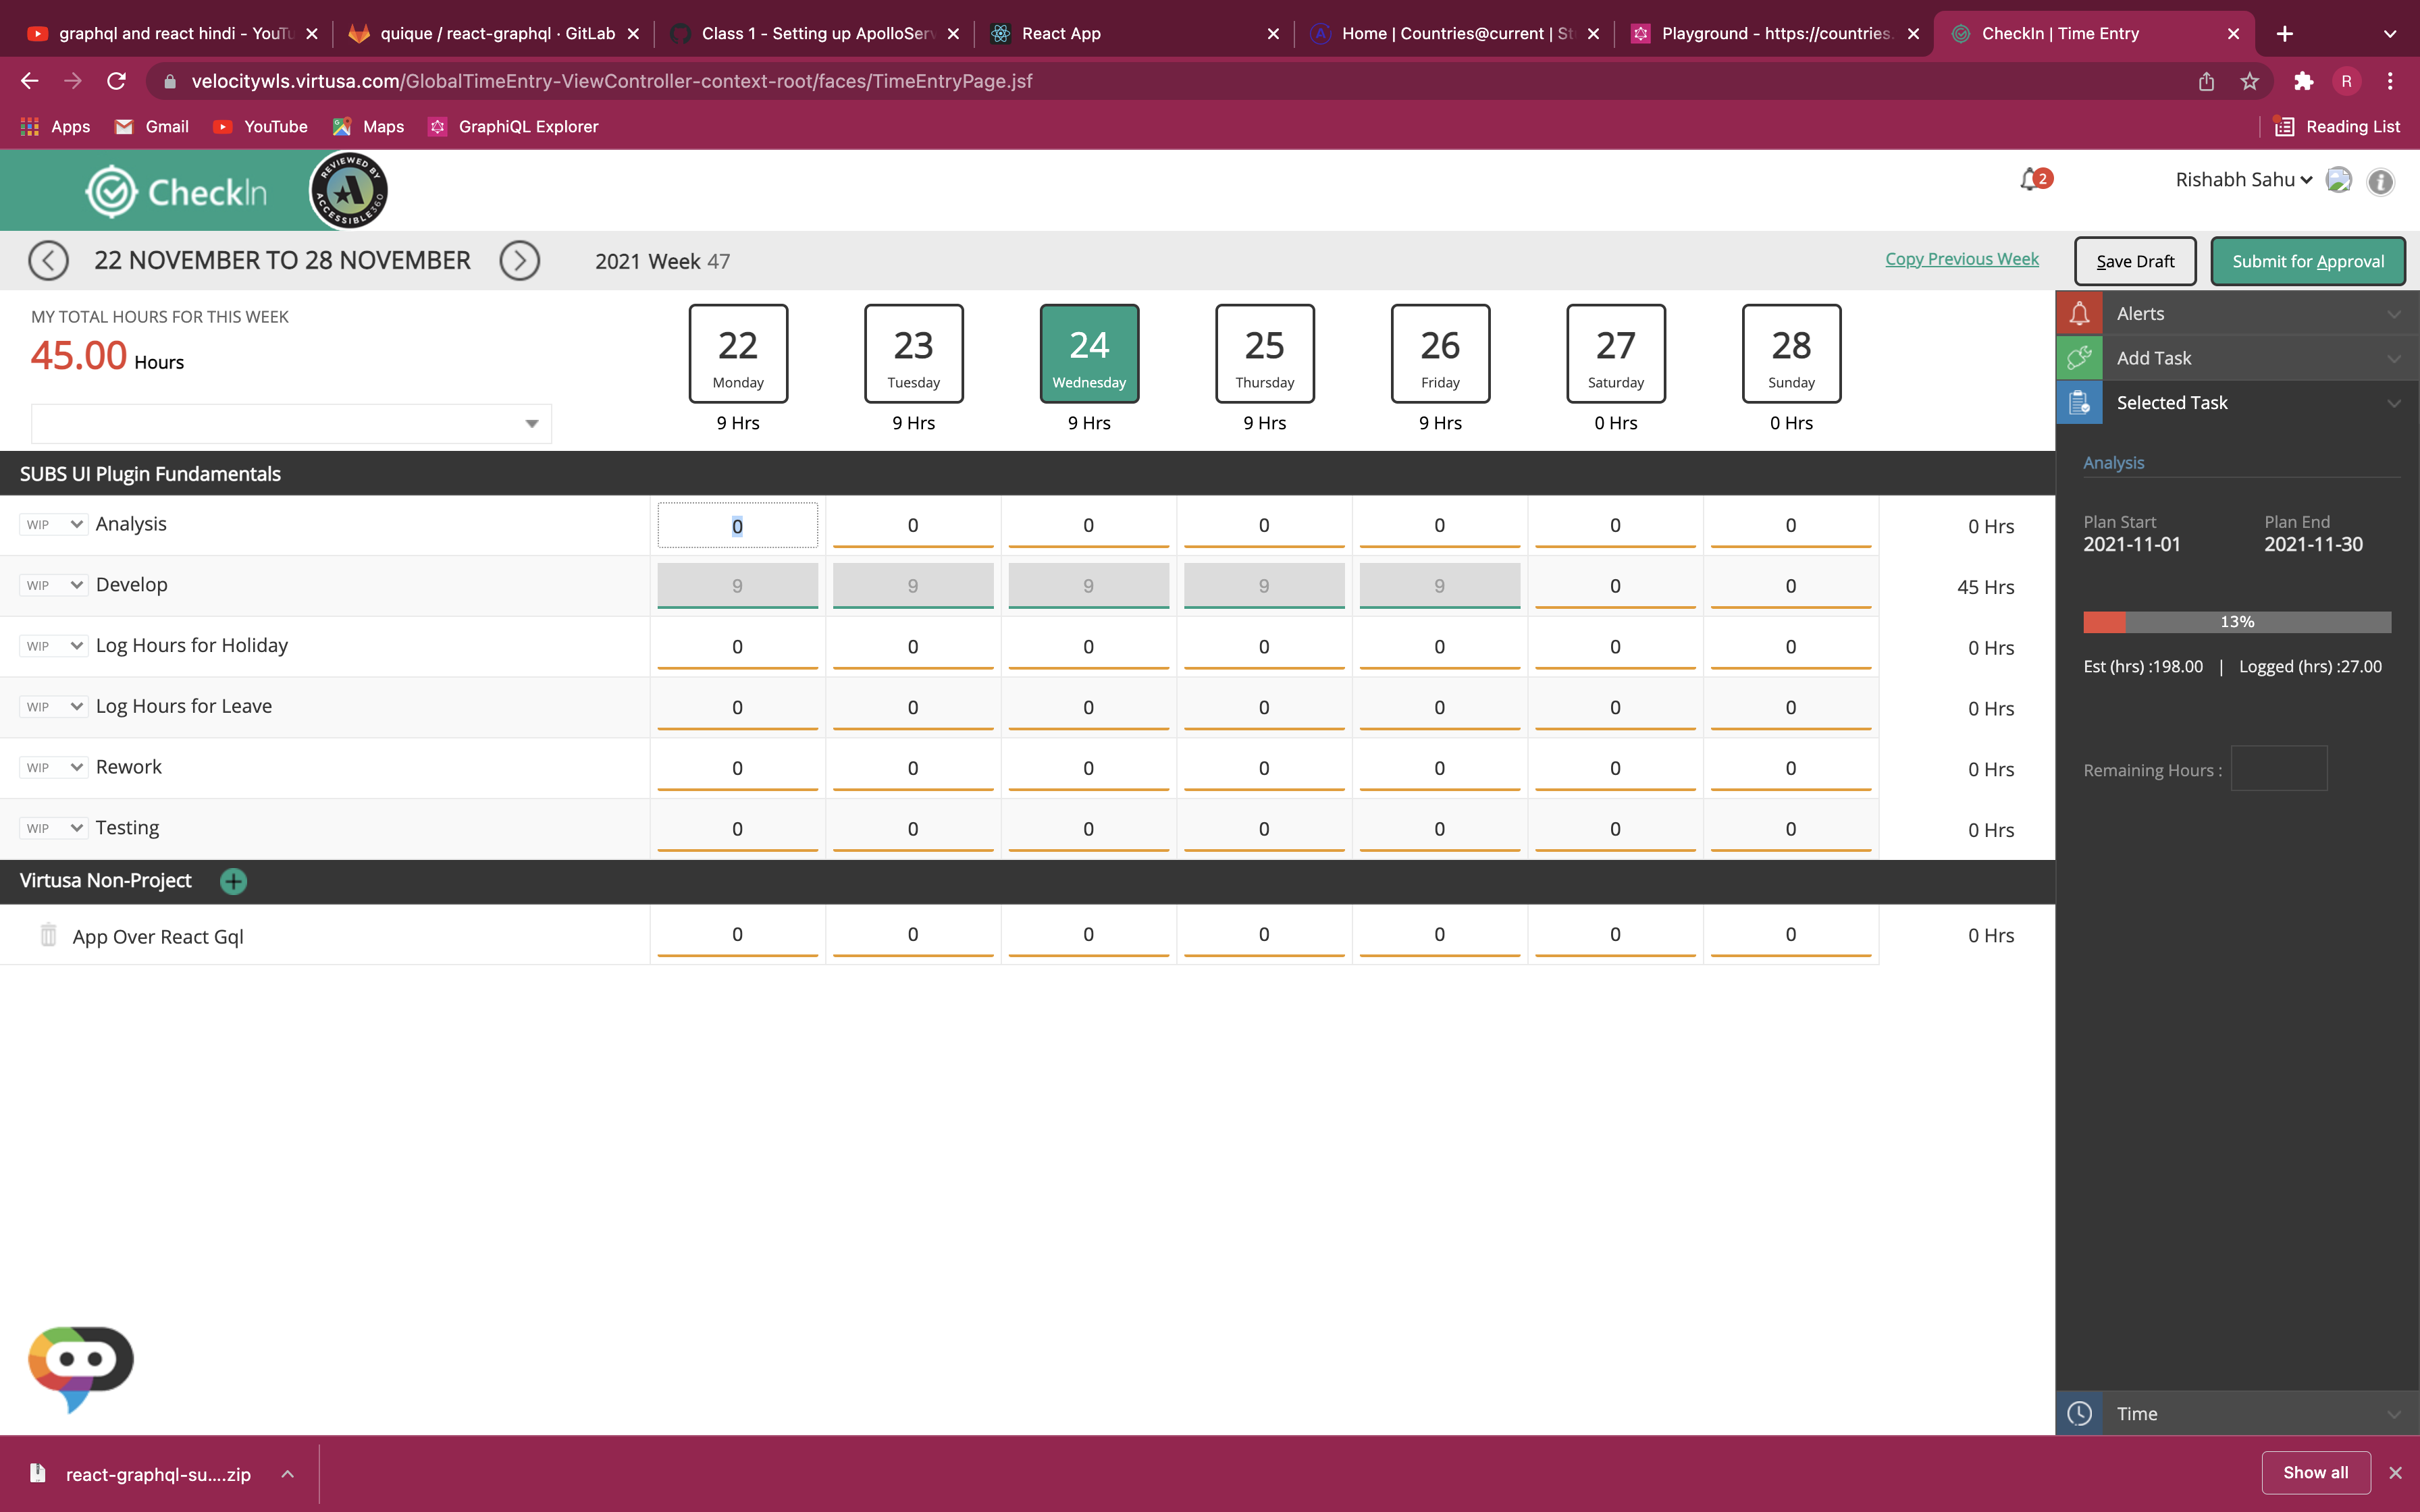 graphql and react hindi - YouTu
quique / react-graphql · GitLab
Class 1 - Setting up ApolloServ
React App
Home | Countries@current | St
Playground - https://countries.
CheckIn | Time Entry
velocitywls.virtusa.com/GlobalTimeEntry-ViewController-context-root/faces/TimeEntryPage.jsf
R
Apps
Gmail
YouTube
Maps
GraphiQL Explorer
Reading List
CheckIn
REVIEWED BY
ACCESSIBLE360
2
Rishabh Sahu
22 NOVEMBER TO 28 NOVEMBER
2021 Week 47
Copy Previous Week
Save Draft
Submit for Approval
MY TOTAL HOURS FOR THIS WEEK
45.00 Hours
22 23 24 25 26 27 28
Monday Tuesday Wednesday Thursday Friday Saturday Sunday
9 Hrs 9 Hrs 9 Hrs 9 Hrs 9 Hrs 0 Hrs 0 Hrs
SUBS UI Plugin Fundamentals
WIP Analysis 0 0 0 0 0 0 0 0 Hrs
WIP Develop 9 9 9 9 9 0 0 45 Hrs
WIP Log Hours for Holiday 0 0 0 0 0 0 0 0 Hrs
WIP Log Hours for Leave 0 0 0 0 0 0 0 0 Hrs
WIP Rework 0 0 0 0 0 0 0 0 Hrs
WIP Testing 0 0 0 0 0 0 0 0 Hrs
Virtusa Non-Project
App Over React Gql 0 0 0 0 0 0 0 0 Hrs
Alerts
Add Task
Selected Task
Analysis
Plan Start Plan End
2021-11-01 2021-11-30
13%
Est (hrs) :198.00 | Logged (hrs) :27.00
Remaining Hours :
Time
react-graphql-su....zip
Show all